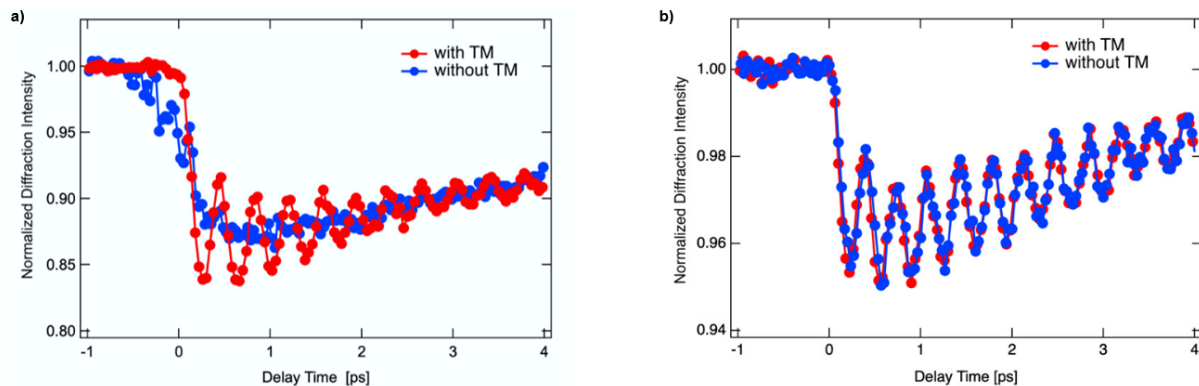 a)
with TM
without TM
Normalized Diffraction Intensity
1.00
0.95
0.90
0.85
0.80
-1
0
1
2
3
4
Delay Time [ps]
b)
with TM
without TM
Normalized Diffraction Intensity
1.00
0.98
0.96
0.94
-1
0
1
2
3
4
Delay Time [ps]